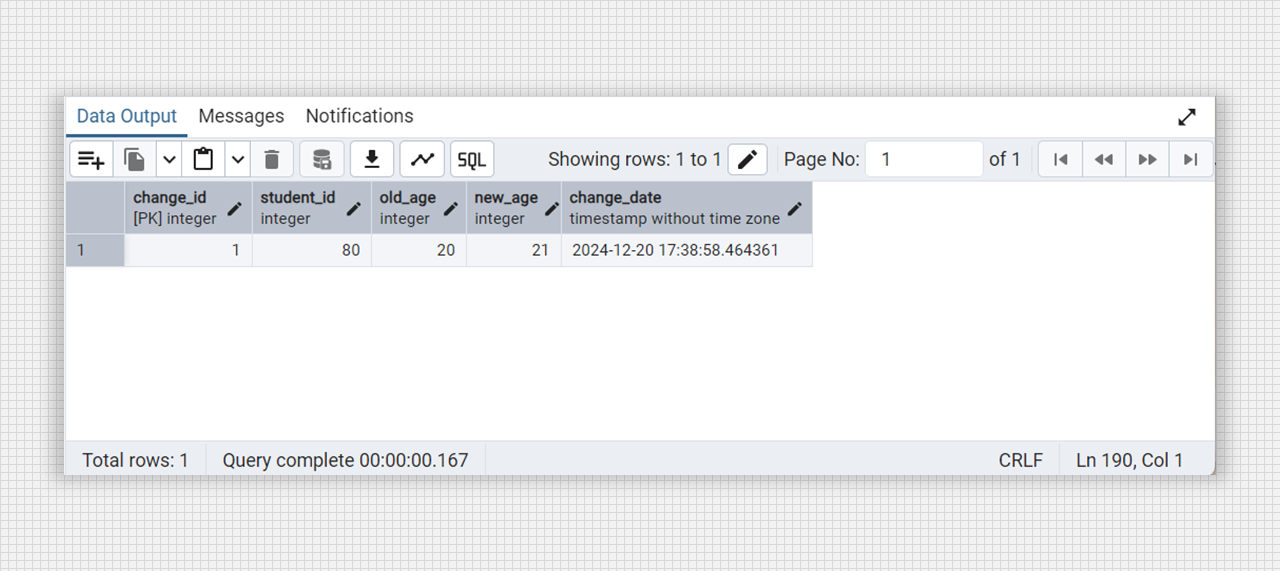 Data Output Messages Notifications
SQL Showing rows: 1 to 1 Page No: 1 of 1
change_id student_id old_age new_age change_date
[PK] integer integer integer integer timestamp without time zone
1 1 80 20 21 2024-12-20 17:38:58.464361
Total rows: 1 Query complete 00:00:00.167 CRLF Ln 190, Col 1